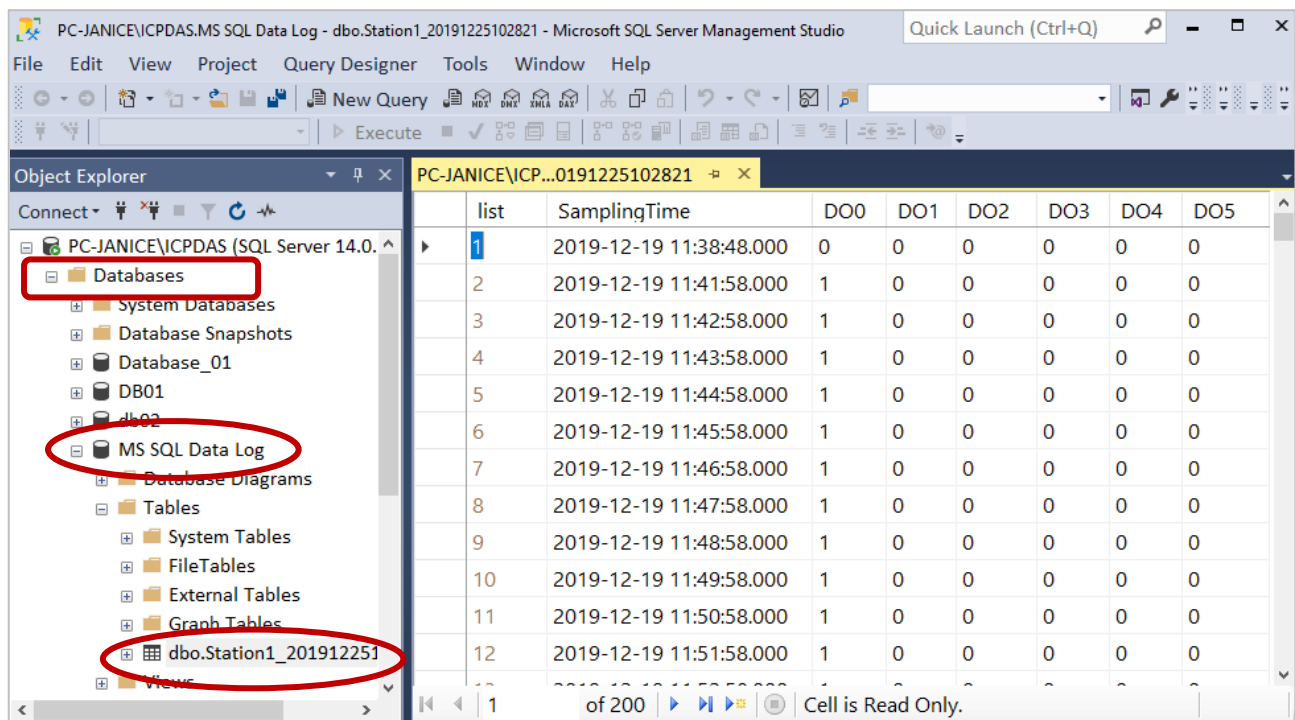 PC-JANICE\ICPDAS.MS SQL Data Log - dbo.Station1_20191225102821 - Microsoft SQL Server Management Studio
Quick Launch (Ctrl+Q)
File Edit View Project Query Designer Tools Window Help
New Query MDX DMX XMLA DAX
Execute
Object Explorer
Connect
PC-JANICE\ICPDAS (SQL Server 14.0.
Databases
System Databases
Database Snapshots
Database_01
DB01
db02
MS SQL Data Log
Database Diagrams
Tables
System Tables
FileTables
External Tables
Graph Tables
dbo.Station1_201912251
Views
PC-JANICE\ICP...0191225102821
list SamplingTime DO0 DO1 DO2 DO3 DO4 DO5
1 2019-12-19 11:38:48.000 0 0 0 0 0 0
2 2019-12-19 11:41:58.000 1 0 0 0 0 0
3 2019-12-19 11:42:58.000 1 0 0 0 0 0
4 2019-12-19 11:43:58.000 1 0 0 0 0 0
5 2019-12-19 11:44:58.000 1 0 0 0 0 0
6 2019-12-19 11:45:58.000 1 0 0 0 0 0
7 2019-12-19 11:46:58.000 1 0 0 0 0 0
8 2019-12-19 11:47:58.000 1 0 0 0 0 0
9 2019-12-19 11:48:58.000 1 0 0 0 0 0
10 2019-12-19 11:49:58.000 1 0 0 0 0 0
11 2019-12-19 11:50:58.000 1 0 0 0 0 0
12 2019-12-19 11:51:58.000 1 0 0 0 0 0
1 of 200 Cell is Read Only.